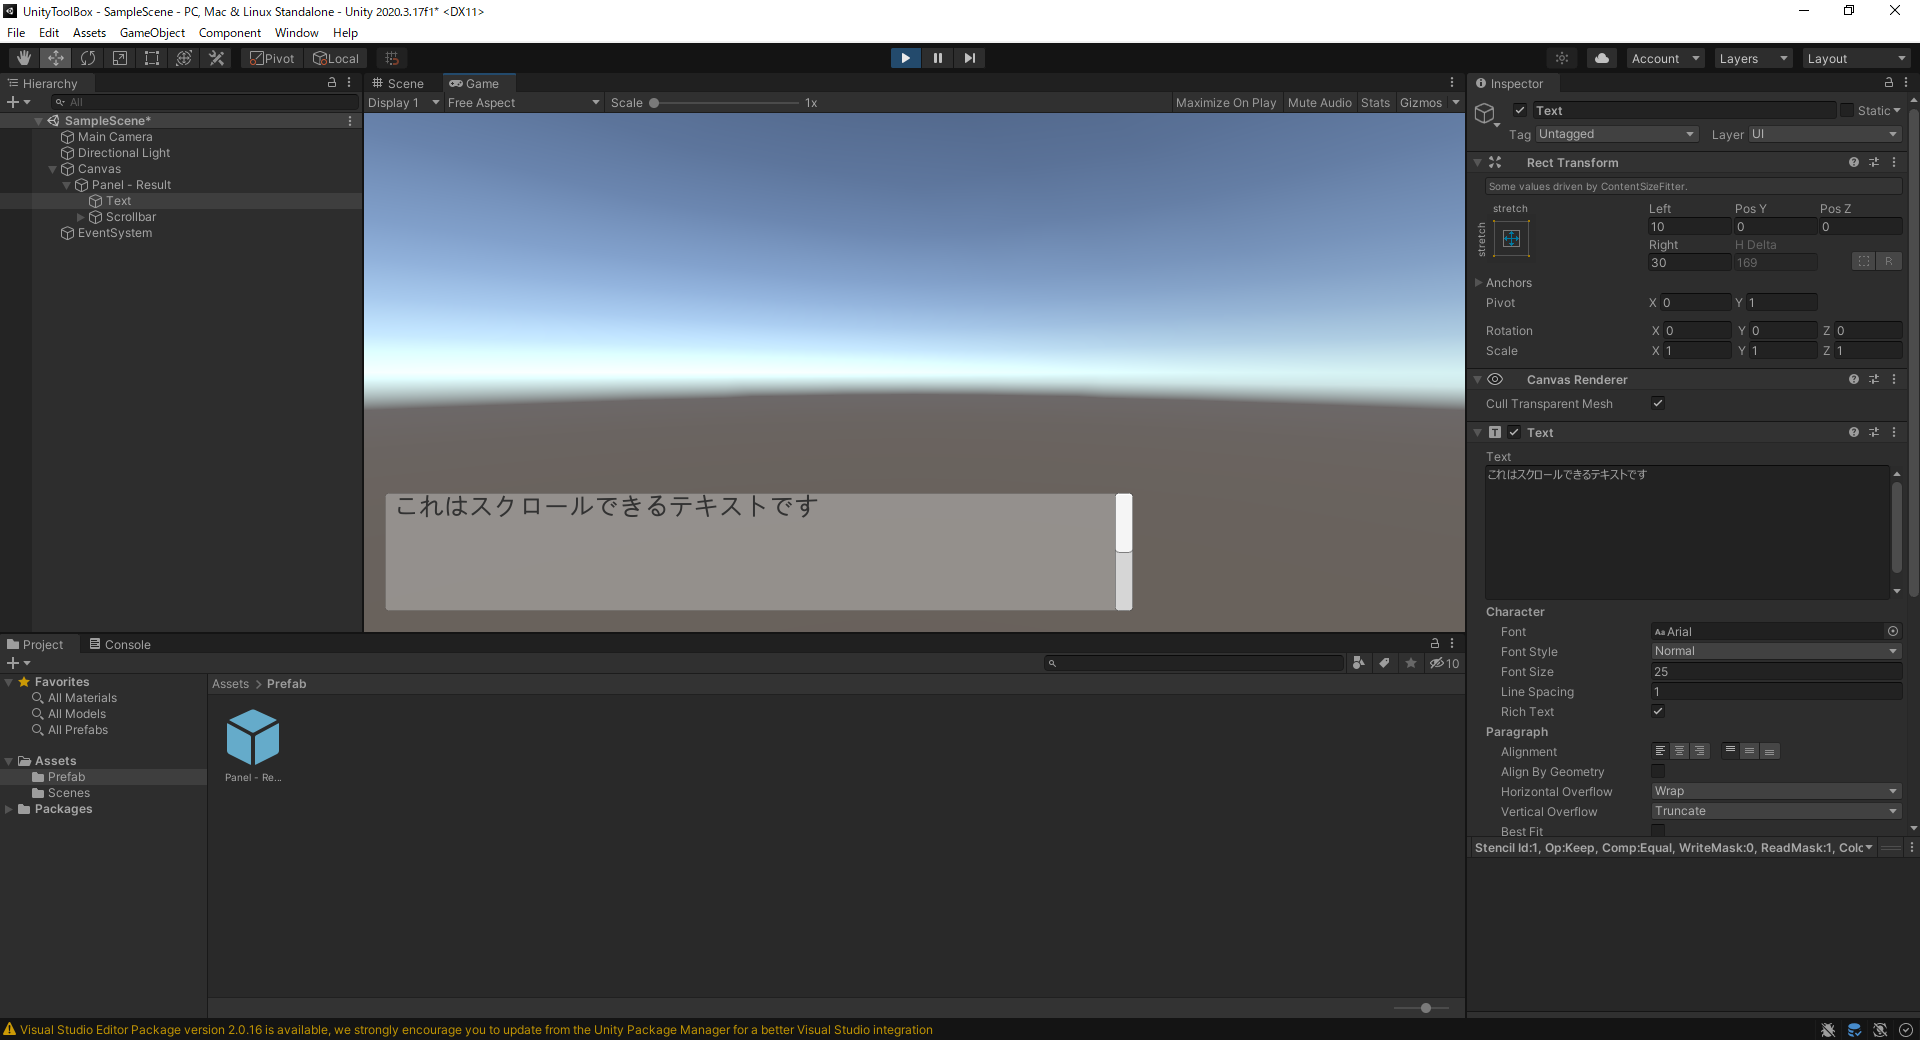 UnityToolBox - SampleScene - PC, Mac & Linux Standalone - Unity 2020.3.17f1* <DX11>
File Edit Assets GameObject Component Window Help
Pivot Local Account Layers Layout
Hierarchy
All
SampleScene*
Main Camera
Directional Light
Canvas
Panel - Result
Text
Scrollbar
EventSystem
Scene Game
Display 1 Free Aspect Scale 1x Maximize On Play Mute Audio Stats Gizmos
これはスクロールできるテキストです
Inspector
Text Static
Tag Untagged Layer UI
Rect Transform
Some values driven by ContentSizeFitter.
stretch Left Pos Y Pos Z
stretch 10 0 0
Right H Delta
30 169 R
Anchors
Pivot X 0 Y 1
Rotation X 0 Y 0 Z 0
Scale X 1 Y 1 Z 1
Canvas Renderer
Cull Transparent Mesh
Text
Text
これはスクロールできるテキストです
Character
Font Aa Arial
Font Style Normal
Font Size 25
Line Spacing 1
Rich Text
Paragraph
Alignment
Align By Geometry
Horizontal Overflow Wrap
Vertical Overflow Truncate
Best Fit
Stencil Id:1, Op:Keep, Comp:Equal, WriteMask:0, ReadMask:1, Colc
Project Console
10
Favorites
All Materials
All Models
All Prefabs
Assets
Prefab
Scenes
Packages
Assets > Prefab
Panel - Re...
Visual Studio Editor Package version 2.0.16 is available, we strongly encourage you to update from the Unity Package Manager for a better Visual Studio integration